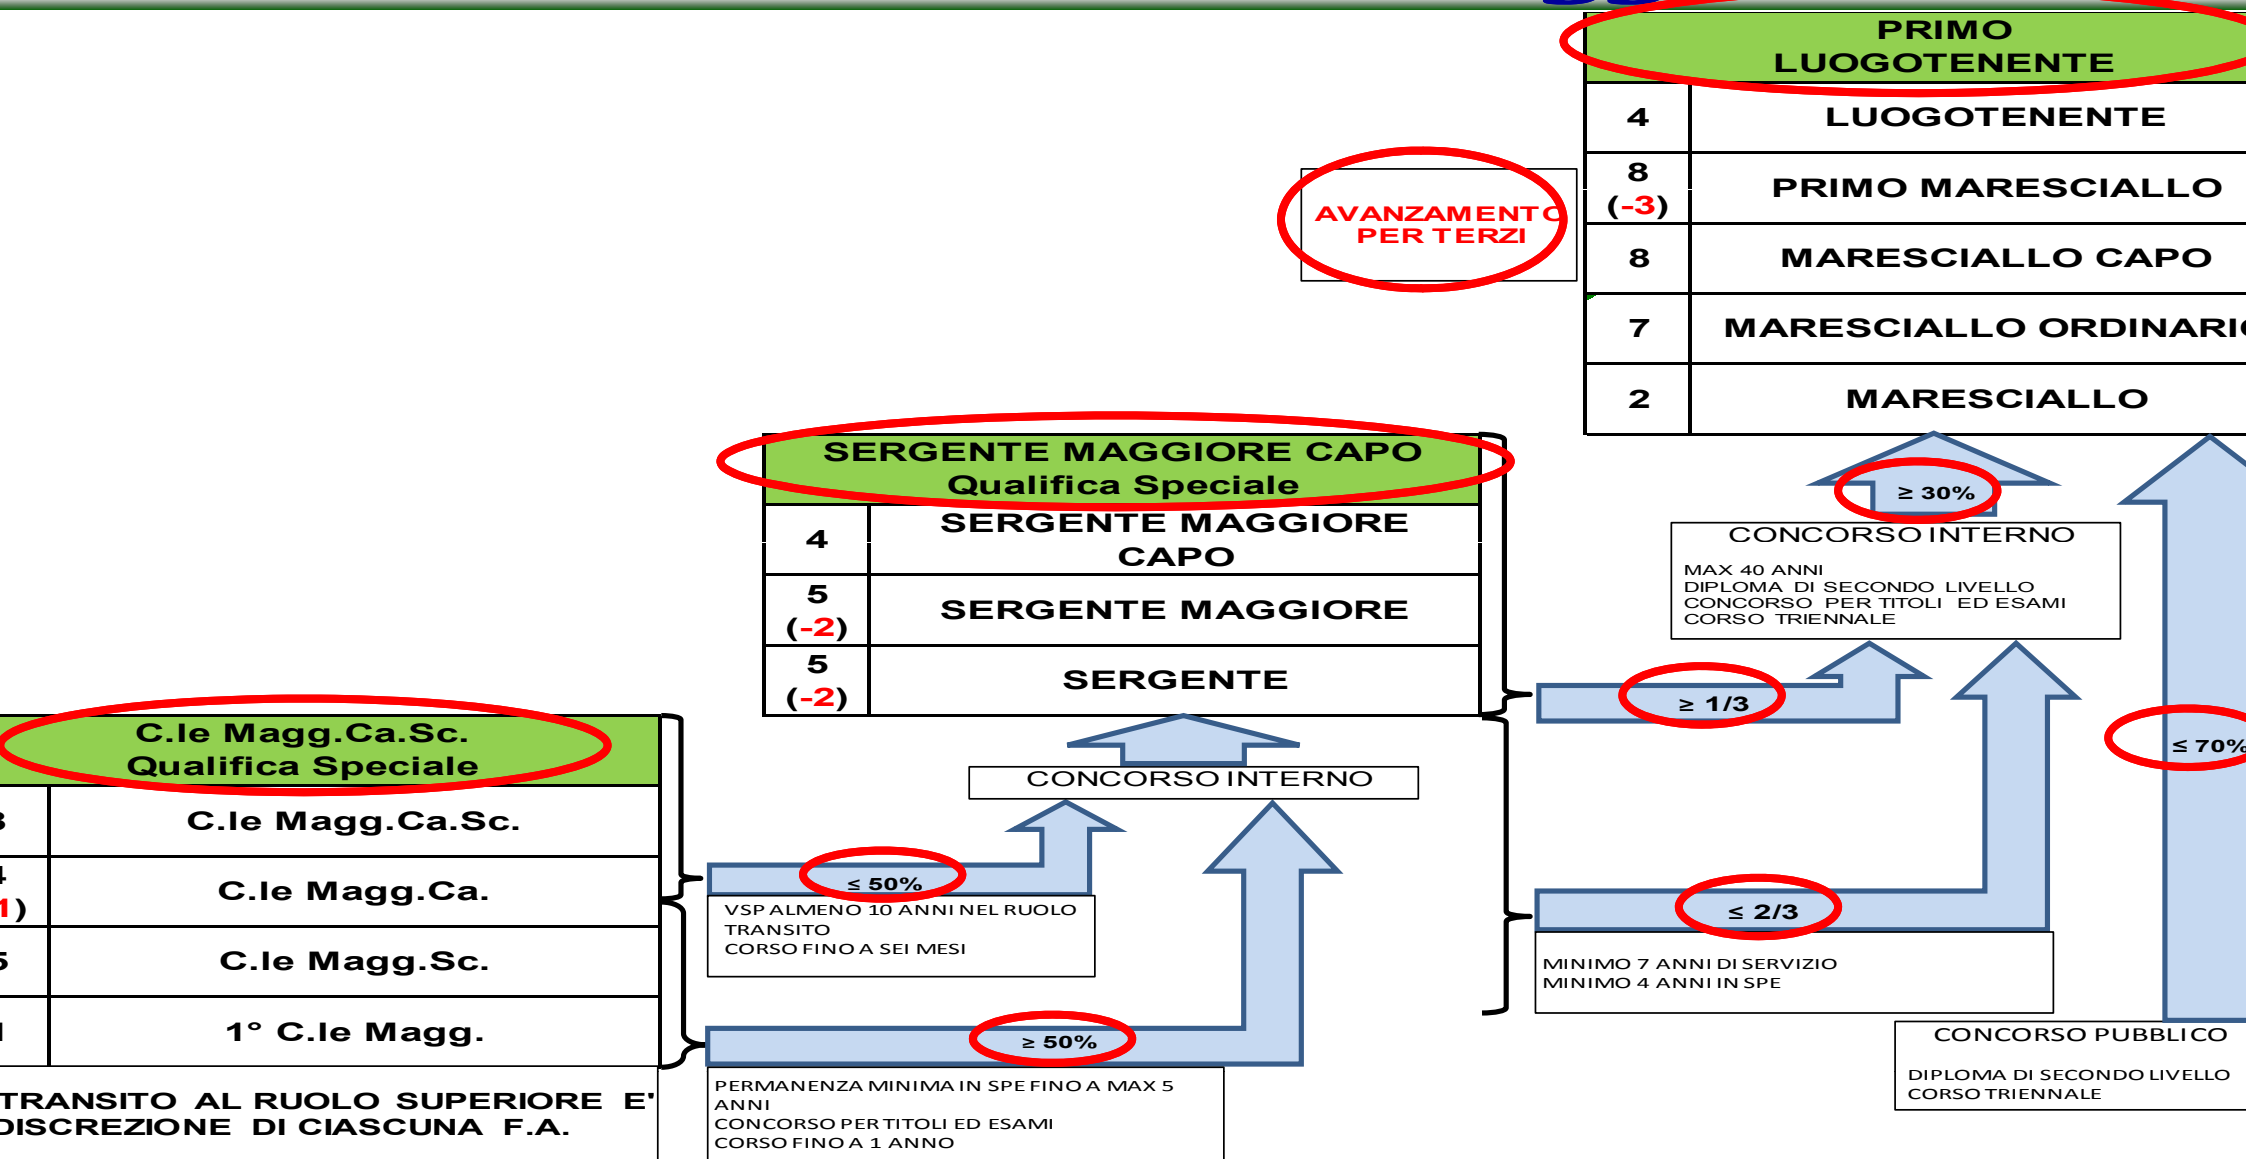 PRIMO
LUOGOTENENTE
4 LUOGOTENENTE
8
(-3)
PRIMO MARESCIALLO
8 MARESCIALLO CAPO
7 MARESCIALLO ORDINARIO
2 MARESCIALLO
AVANZAMENTO
PER TERZI
SERGENTE MAGGIORE CAPO
Qualifica Speciale
4
SERGENTE MAGGIORE
CAPO
5
(-2)
SERGENTE MAGGIORE
5
(-2)
SERGENTE
≥ 30%
CONCORSO INTERNO
MAX 40 ANNI
DIPLOMA DI SECONDO LIVELLO
CONCORSO PER TITOLI ED ESAMI
CORSO TRIENNALE
≥ 1/3
≤ 70%
C.le Magg.Ca.Sc.
Qualifica Speciale
C.le Magg.Ca.Sc.
C.le Magg.Ca.
C.le Magg.Sc.
1° C.le Magg.
TRANSITO AL RUOLO SUPERIORE E'
DISCREZIONE DI CIASCUNA F.A.
CONCORSO INTERNO
≤ 50%
VSP ALMENO 10 ANNI NEL RUOLO
TRANSITO
CORSO FINO A SEI MESI
≥ 50%
PERMANENZA MINIMA IN SPE FINO A MAX 5
ANNI
CONCORSO PER TITOLI ED ESAMI
CORSO FINO A 1 ANNO
≤ 2/3
MINIMO 7 ANNI DI SERVIZIO
MINIMO 4 ANNI IN SPE
CONCORSO PUBBLICO
DIPLOMA DI SECONDO LIVELLO
CORSO TRIENNALE